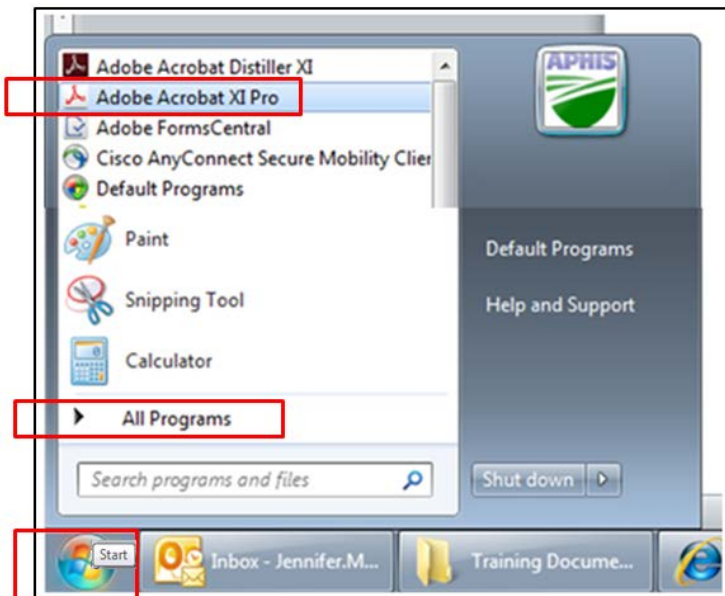 Adobe Acrobat Distiller XI
APHIS
Adobe Acrobat XI Pro
Adobe FormsCentral
Cisco AnyConnect Secure Mobility Clier
Default Programs
Paint
Default Programs
Snipping Tool
Help and Support
Calculator
All Programs
Search programs and files
Shut down
Start
Inbox - Jennifer.M...
Training Docume...